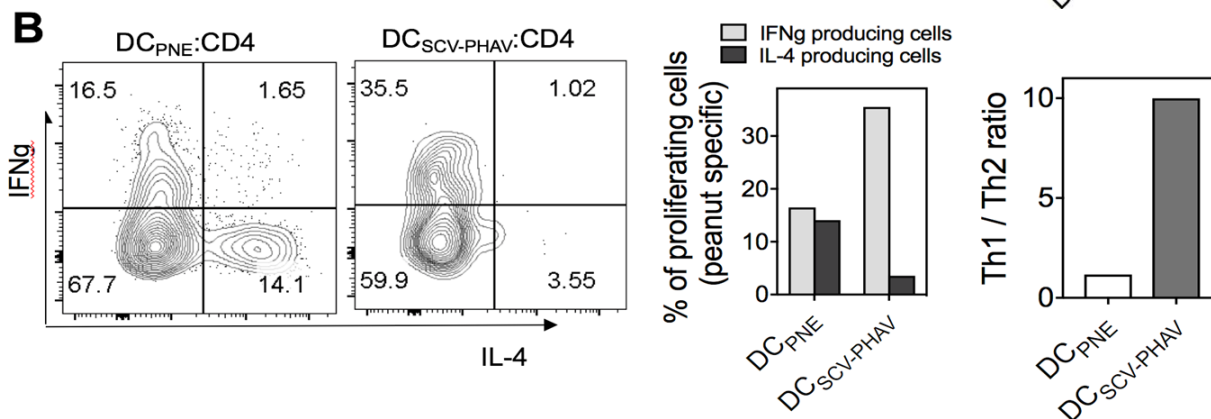 B
DCPNE:CD4
DCSCV-PHAV:CD4
16.5
1.65
67.7
14.1
35.5
1.02
59.9
3.55
IFNg
IL-4
IFNg producing cells
IL-4 producing cells
% of proliferating cells
(peanut specific)
30
20
10
0
DCPNE
DCSCV-PHAV
Th1 / Th2 ratio
10
5
0
DCPNE
DCSCV-PHAV